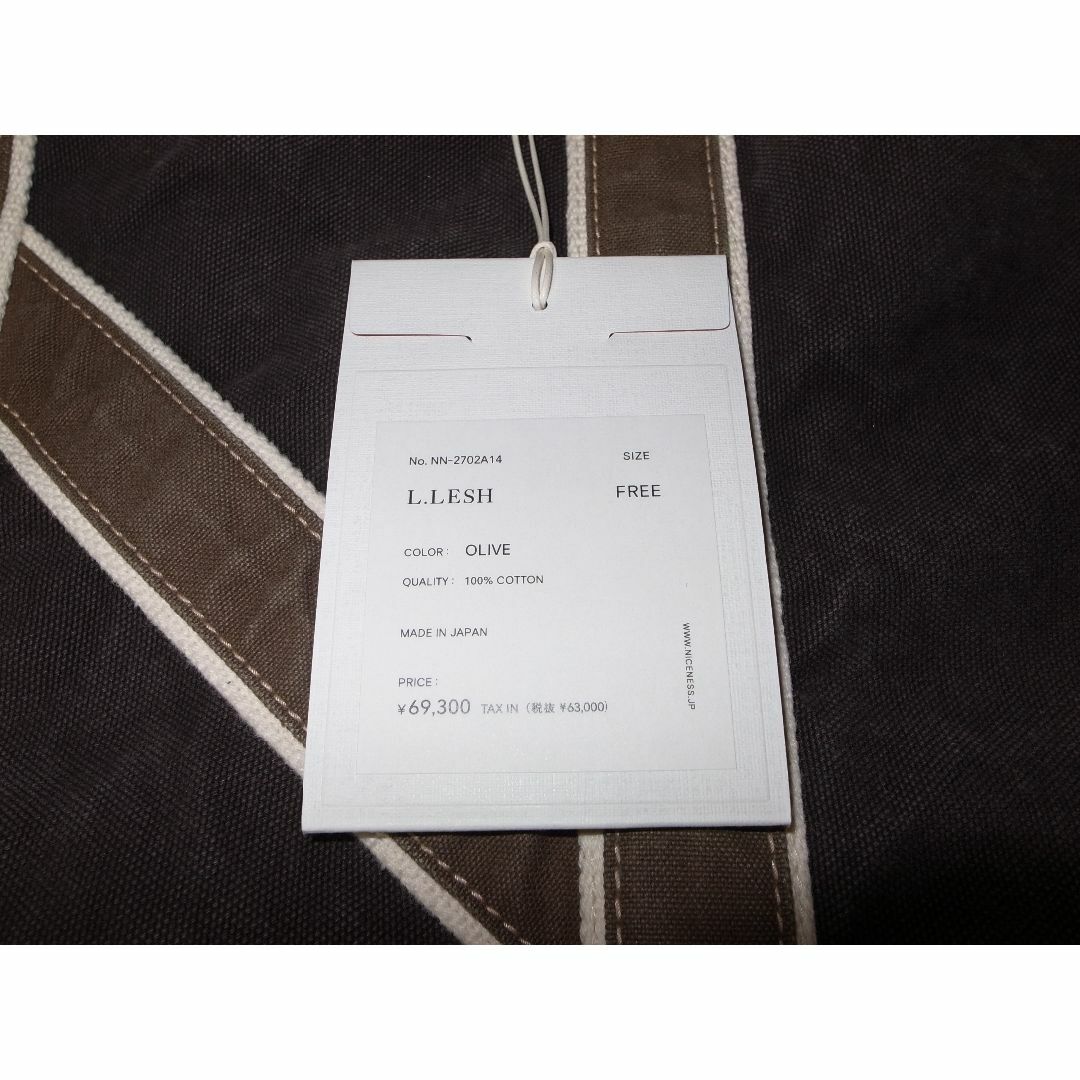 No. NN-2702A14
SIZE
L.LESH
FREE
COLOR : OLIVE
QUALITY : 100% COTTON
MADE IN JAPAN
PRICE :
¥69,300 TAX IN (税抜 ¥63,000)
WWW.NICENESS.JP